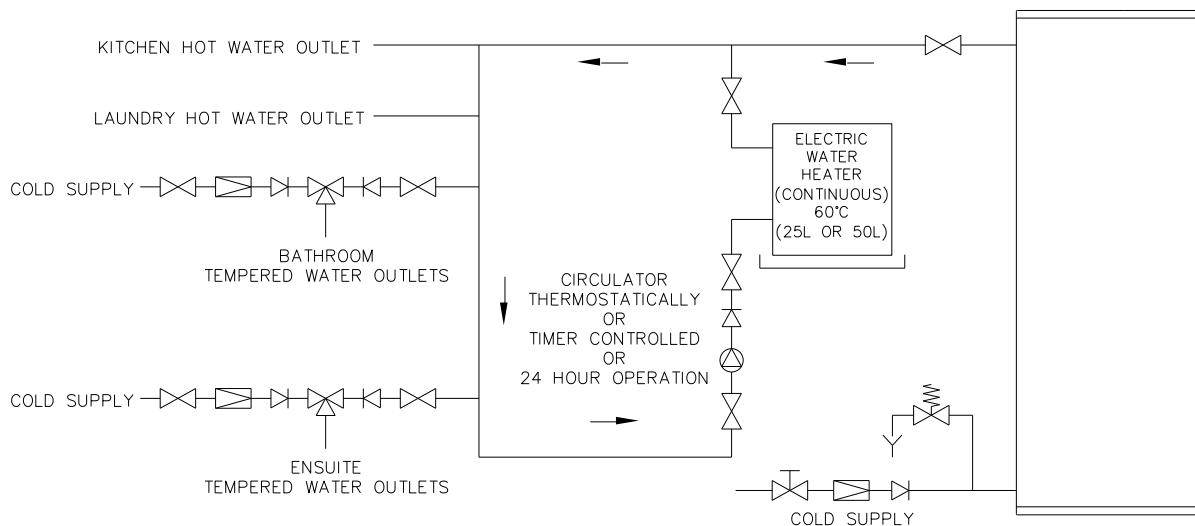 KITCHEN HOT WATER OUTLET
LAUNDRY HOT WATER OUTLET
COLD SUPPLY
BATHROOM
TEMPERED WATER OUTLETS
ELECTRIC
WATER
HEATER
(CONTINUOUS)
60°C
(25L OR 50L)
CIRCULATOR
THERMOSTATICALLY
OR
TIMER CONTROLLED
OR
24 HOUR OPERATION
COLD SUPPLY
ENSUITE
TEMPERED WATER OUTLETS
COLD SUPPLY